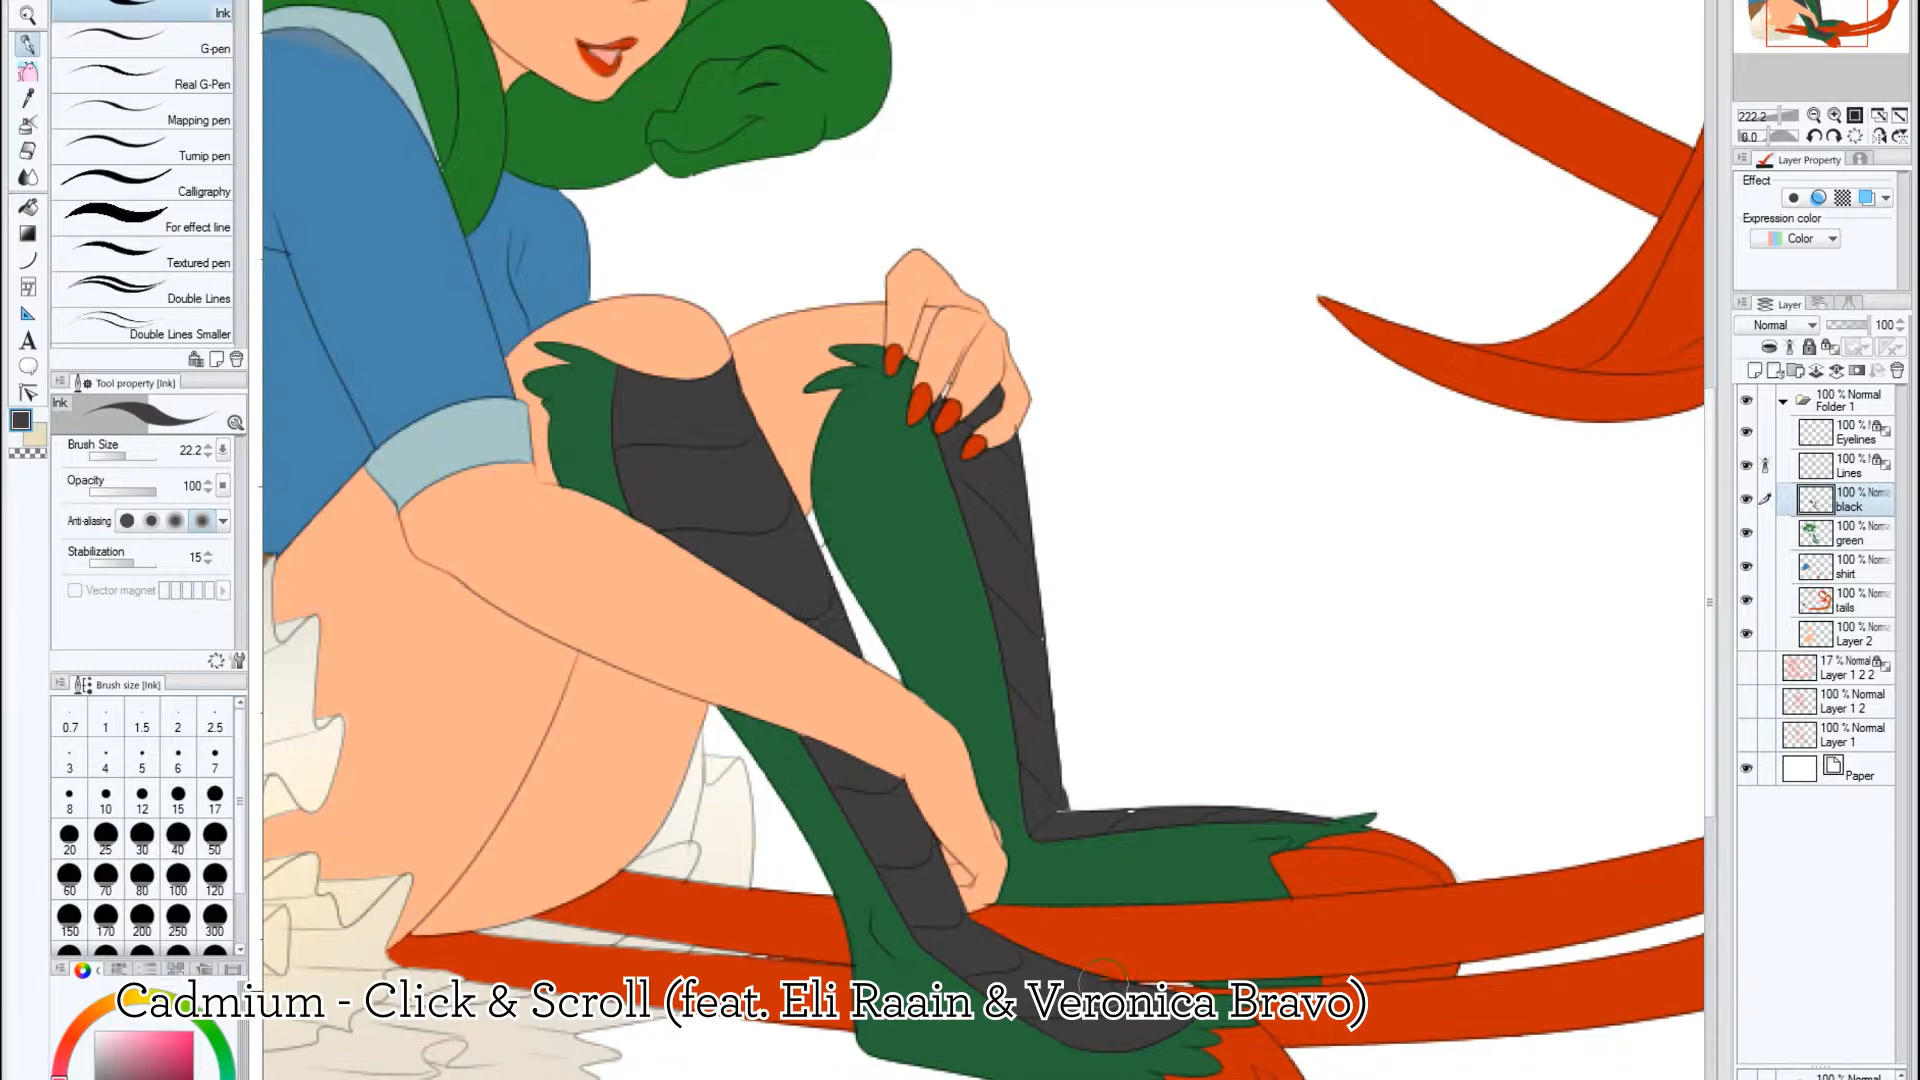 Ink
G-pen
Real G-Pen
Mapping pen
Turnip pen
Calligraphy
For effect line
Textured pen
Double Lines
Double Lines Smaller
Tool property [Ink]
Ink
Brush Size
22.2
Opacity
100
Anti-aliasing
Stabilization
15
Vector magnet
Brush size [Ink]
0.7 1 1.5 2 2.5
3 4 5 6 7
8 10 12 15 17
20 25 30 40 50
60 70 80 100 120
150 170 200 250 300
Cadmium - Click & Scroll (feat. Eli Raain & Veronica Bravo)
222.2
0.0
Layer Property
Effect
Expression color
Color
Layer
Normal 100
100 % Normal
Folder 1
100 %
Eyelines
100 %
Lines
100 % Norma
black
100 % Norma
green
100 % Norma
shirt
100 % Norma
tails
100 % Norma
Layer 2
17 % Normal
Layer 1 2 2
100 % Normal
Layer 1 2
100 % Normal
Layer 1
Paper
100 % Normal